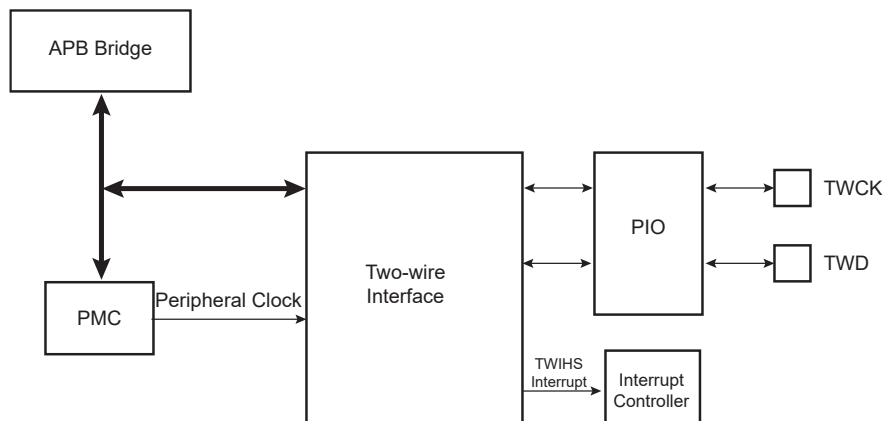 APB Bridge
TWCK
PIO
TWD
Two-wire
Interface
Peripheral Clock
PMC
TWIHS
Interrupt
Interrupt
Controller